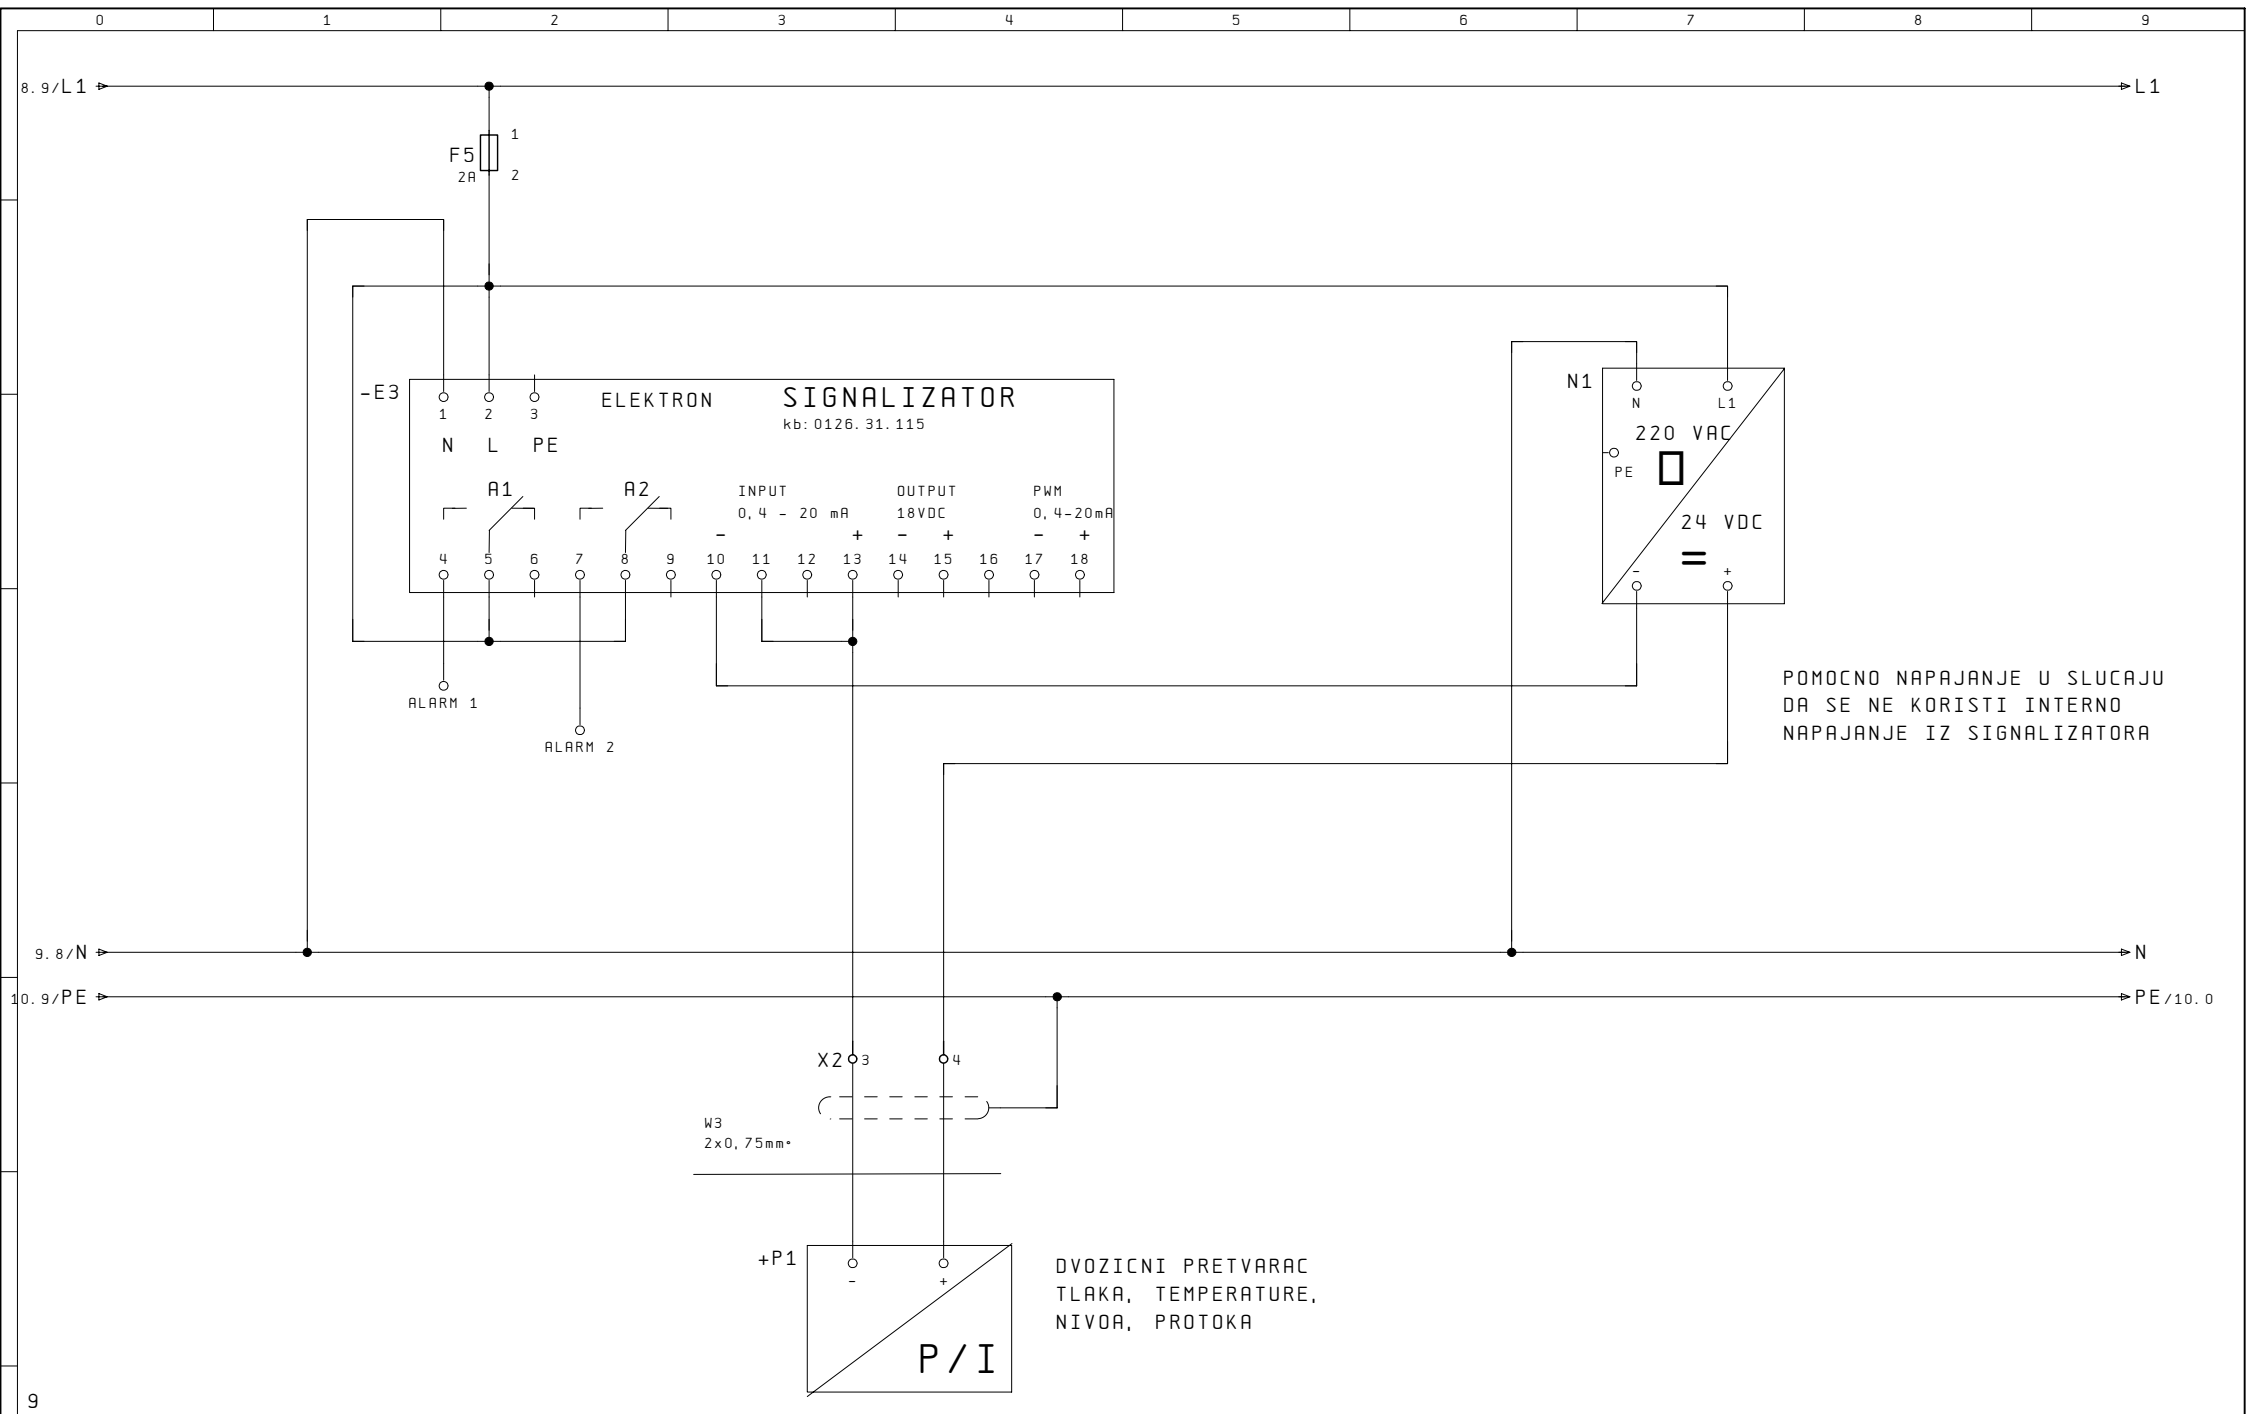 0 1 2 3 4 5 6 7 8 9
8.9/L1 L1
1
F5
2A 2
-E3 ELEKTRON SIGNALIZATOR
kb: 0126.31.115
1 2 3
N L PE
A1 A2
INPUT OUTPUT PWM
0,4 - 20 mA 18VDC 0,4-20mA
- + - + - +
4 5 6 7 8 9 10 11 12 13 14 15 16 17 18
ALARM 1
ALARM 2
N1
N L1
220 VAC
PE
24 VDC
=
- +
POMOCNO NAPAJANJE U SLUCAJU
DA SE NE KORISTI INTERNO
NAPAJANJE IZ SIGNALIZATORA
9.8/N N
10.9/PE PE/10.0
X2 3 4
W3
2x0,75mm²
+P1
- +
P/I
DVOZICNI PRETVARAC
TLAKA, TEMPERATURE,
NIVOA, PROTOKA
9